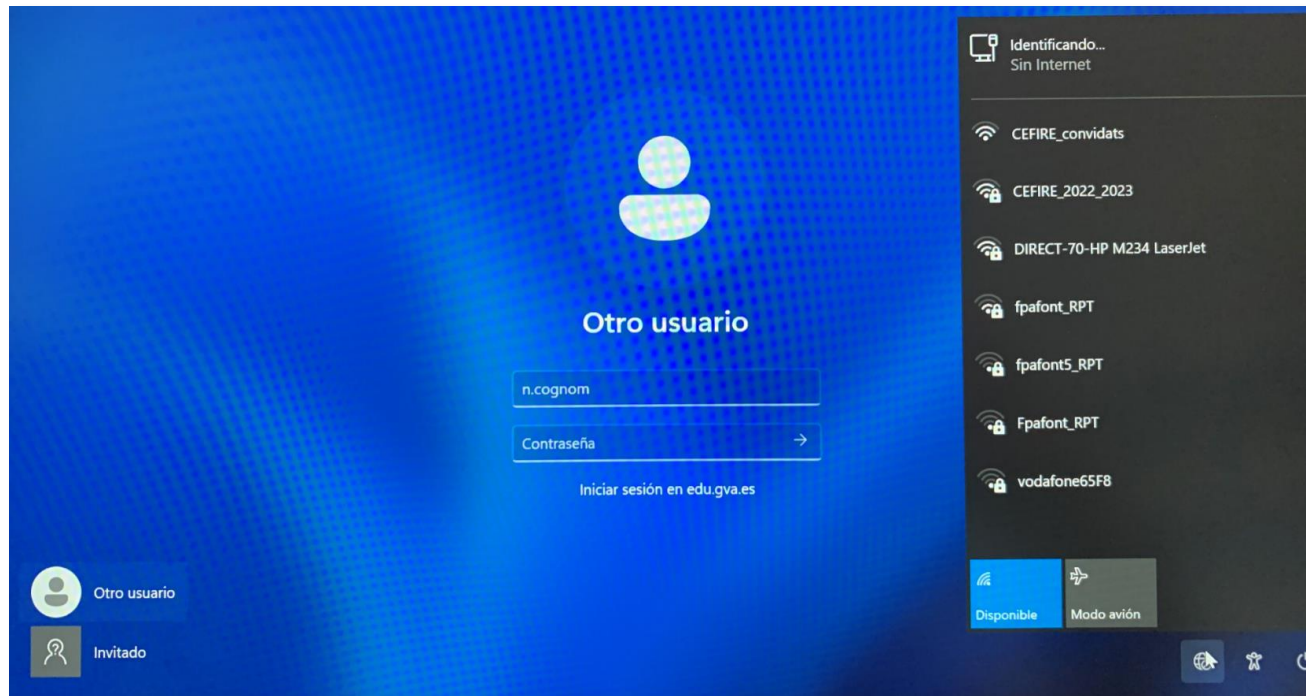 Identificando...
Sin Internet
CEFIRE_convidats
CEFIRE_2022_2023
DIRECT-70-HP M234 LaserJet
fpafont_RPT
fpafont5_RPT
Fpafont_RPT
vodafone65F8
Disponible
Modo avión
Otro usuario
n.cognom
Contraseña
Iniciar sesión en edu.gva.es
Otro usuario
Invitado